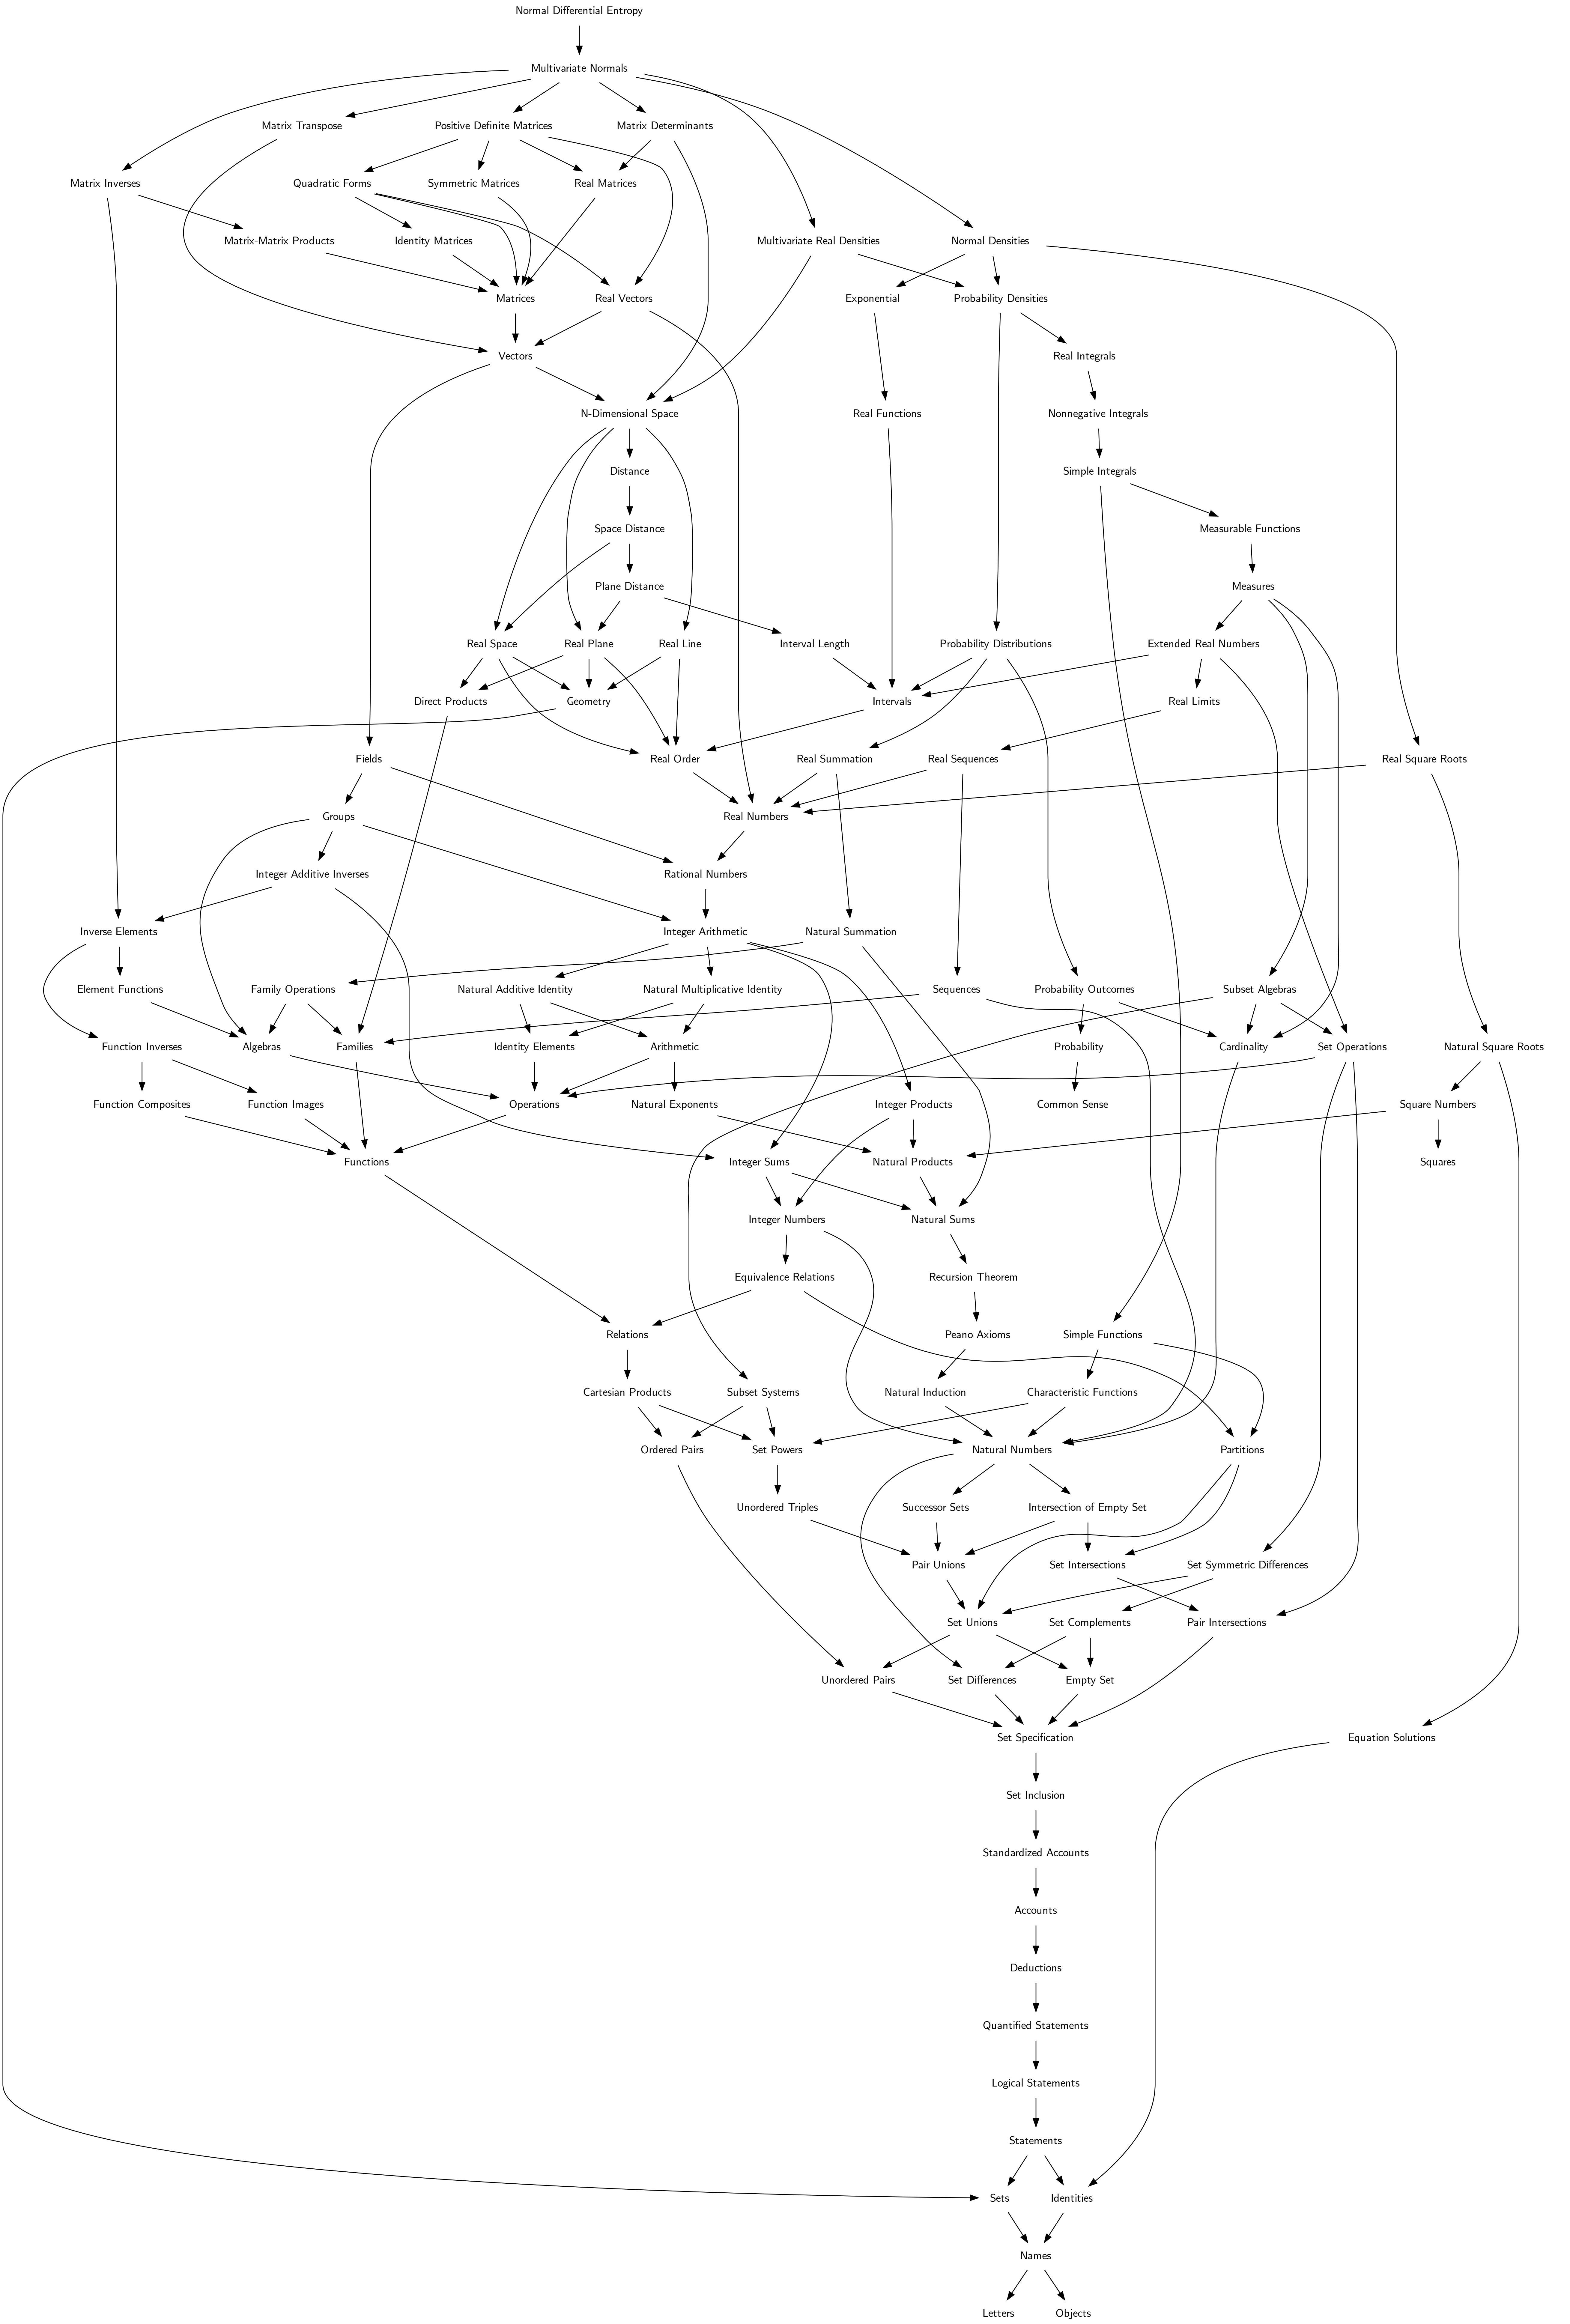 Normal Differential Entropy
Multivariate Normals
Matrix Transpose
Positive Definite Matrices
Matrix Determinants
Matrix Inverses
Quadratic Forms
Symmetric Matrices
Real Matrices
Matrix-Matrix Products
Identity Matrices
Multivariate Real Densities
Normal Densities
Matrices
Real Vectors
Exponential
Probability Densities
Vectors
Real Integrals
N-Dimensional Space
Real Functions
Nonnegative Integrals
Distance
Simple Integrals
Space Distance
Measurable Functions
Plane Distance
Measures
Real Space
Real Plane
Real Line
Interval Length
Probability Distributions
Extended Real Numbers
Direct Products
Geometry
Intervals
Real Limits
Fields
Real Order
Real Summation
Real Sequences
Real Square Roots
Groups
Real Numbers
Integer Additive Inverses
Rational Numbers
Inverse Elements
Integer Arithmetic
Natural Summation
Element Functions
Family Operations
Natural Additive Identity
Natural Multiplicative Identity
Sequences
Probability Outcomes
Subset Algebras
Function Inverses
Algebras
Families
Identity Elements
Arithmetic
Probability
Cardinality
Set Operations
Natural Square Roots
Function Composites
Function Images
Operations
Natural Exponents
Integer Products
Common Sense
Square Numbers
Functions
Integer Sums
Natural Products
Squares
Integer Numbers
Natural Sums
Equivalence Relations
Recursion Theorem
Relations
Peano Axioms
Simple Functions
Cartesian Products
Subset Systems
Natural Induction
Characteristic Functions
Ordered Pairs
Set Powers
Natural Numbers
Partitions
Unordered Triples
Successor Sets
Intersection of Empty Set
Pair Unions
Set Intersections
Set Symmetric Differences
Set Unions
Set Complements
Pair Intersections
Unordered Pairs
Set Differences
Empty Set
Set Specification
Equation Solutions
Set Inclusion
Standardized Accounts
Accounts
Deductions
Quantified Statements
Logical Statements
Statements
Sets
Identities
Names
Letters
Objects